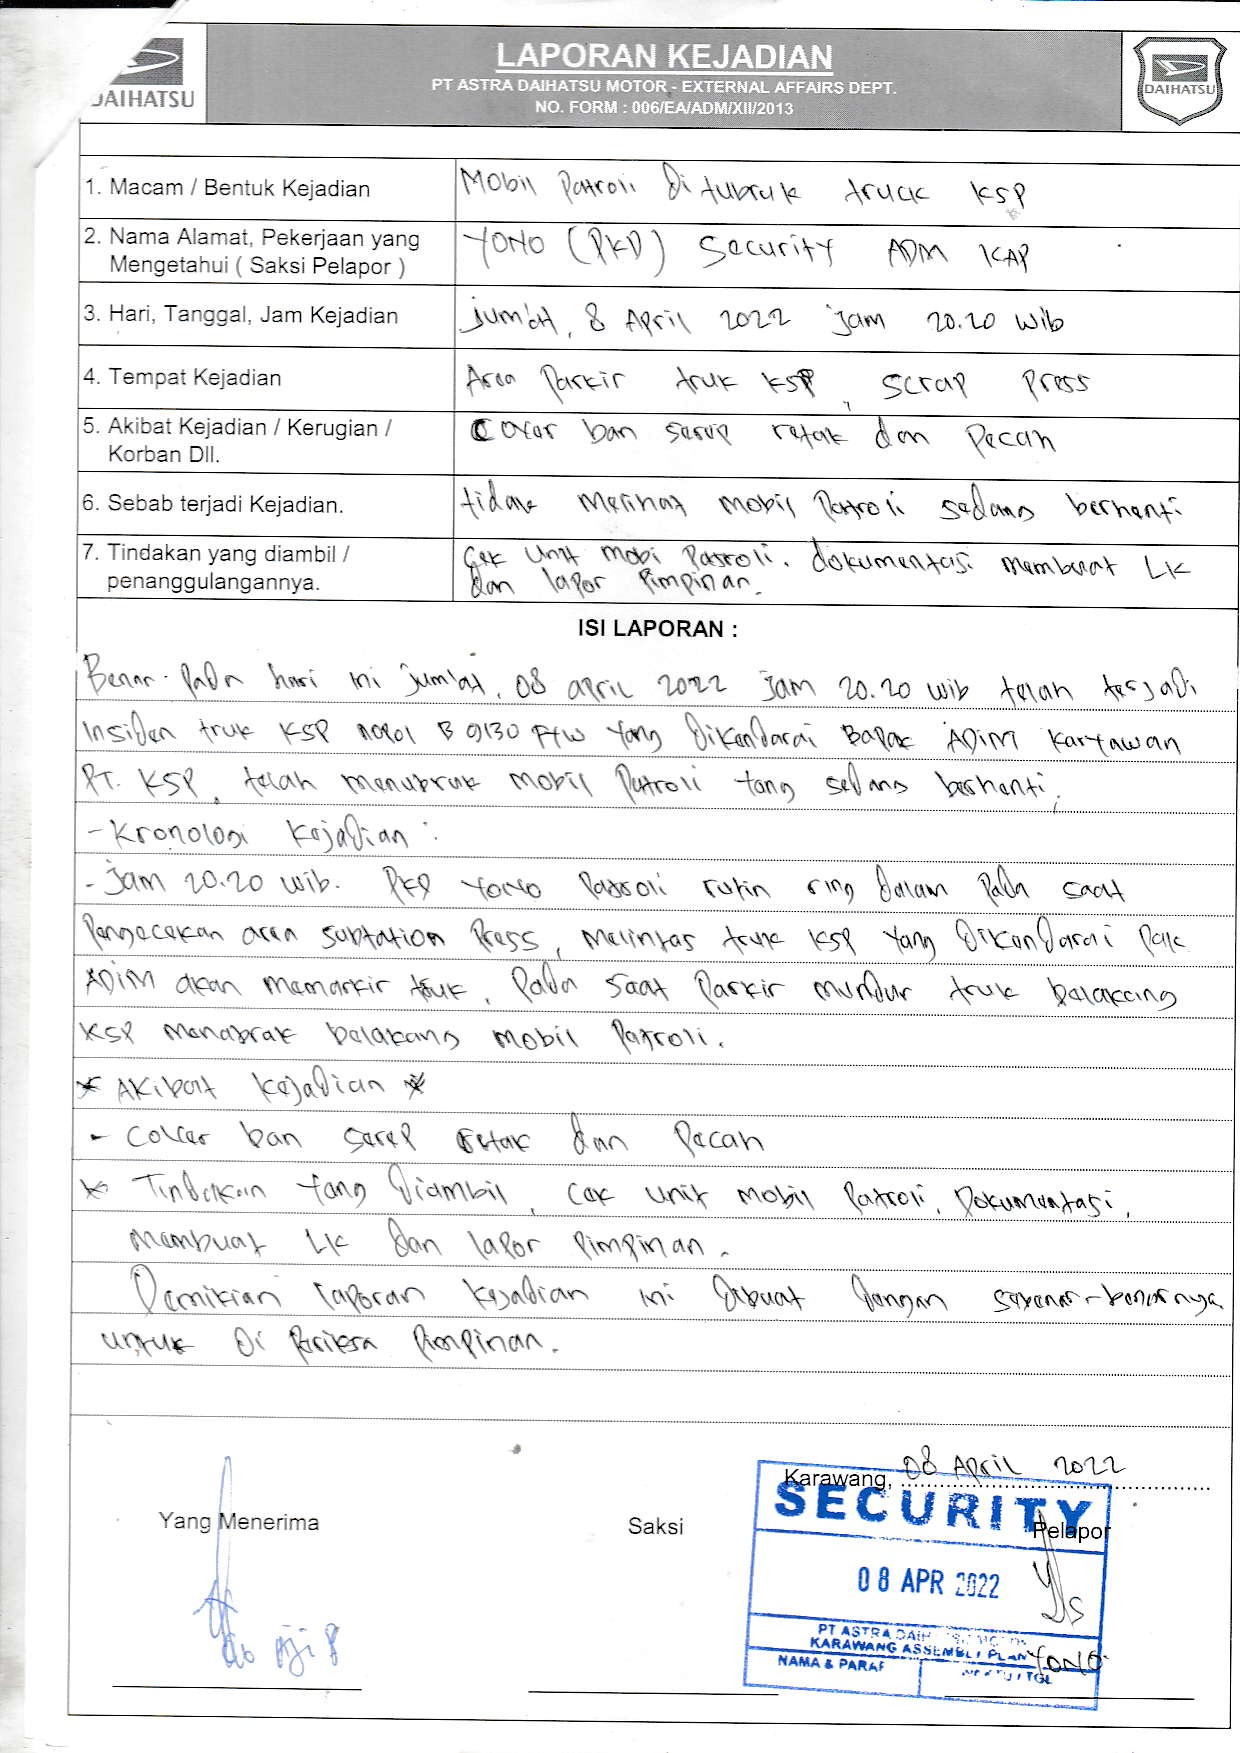 DAIHATSU
LAPORAN KEJADIAN
PT ASTRA DAIHATSU MOTOR - EXTERNAL AFFAIRS DEPT.
NO. FORM : 006/EA/ADM/XII/2013
DAIHATSU
1. Macam / Bentuk Kejadian
Mobil Patroli Ditubruk truck KSP
2. Nama Alamat, Pekerjaan yang
Mengetahui ( Saksi Pelapor )
YONO (PKD) Security ADM KAP
3. Hari, Tanggal, Jam Kejadian
jum'at, 8 April 2022 jam 20.20 wib
4. Tempat Kejadian
Area Parkir truk KSP, Scrap Press
5. Akibat Kejadian / Kerugian /
Korban Dll.
Cover ban serep retak dan Pecah
6. Sebab terjadi Kejadian.
tidak Melihat mobil Patroli sedang berhenti
7. Tindakan yang diambil /
penanggulangannya.
Cek unit mobi Patroli. dokumentasi membuat LK
dan lapor Pimpinan.
ISI LAPORAN :
Benar Pada hari ini jum'at, 08 april 2022 jam 20.20 wib telah terjadi
Insiden truk KSP nopol B 9130 FTW Yang Dikendarai Bapak ADIM Karyawan
PT. KSP, telah menubruk mobil Patroli yang sedang berhenti,
- Kronologi Kejadian :
- jam 20.20 wib. PKD YONO Patroli rutin ring dalam Pada saat
Pengecekan area subtation Press, Melintas truk KSP Yang Dikendarai Pak
ADIM akan memarkir truk, Pada saat Parkir mundur truk belakang
KSP menabrak belakang mobil Patroli.
* Akibat Kejadian *
- Cover ban serep retak dan Pecah
* Tindakan Yang Diambil, Cek unit mobil Patroli, Dokumentasi,
membuat LK dan lapor Pimpinan.
Demikian laporan Kejadian ini Dibuat Dengan sebenar-benarnya
untuk Di Periksa Pimpinan.
Karawang, 08 April 2022
SECURITY
Yang Menerima
Saksi
Pelapor
08 APR 2022
PT ASTRA DAIHATSU MOTOR
KARAWANG ASSEMBLY PLANT
YONO
NAMA & PARAF
TGL